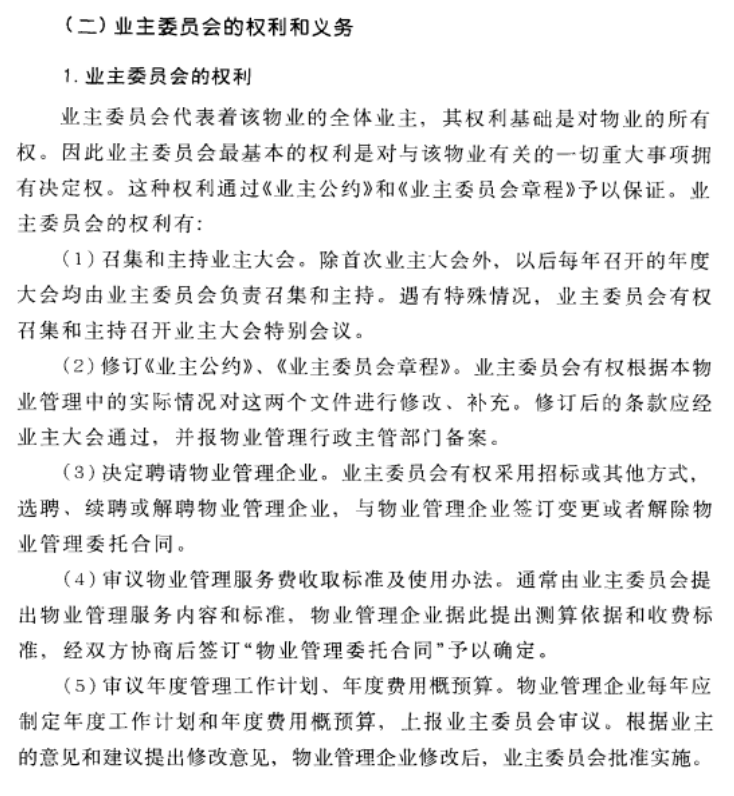 (二)业主委员会的权利和义务
1.业主委员会的权利
业主委员会代表着该物业的全体业主，其权利基础是对物业的所有
权。因此业主委员会最基本的权利是对与该物业有关的一切重大事项拥
有决定权。这种权利通过《业主公约》和《业主委员会章程》予以保证。业
主委员会的权利有：
(1)召集和主持业主大会。除首次业主大会外，以后每年召开的年度
大会均由业主委员会负责召集和主持。遇有特殊情况，业主委员会有权
召集和主持召开业主大会特别会议。
(2)修订《业主公约》、《业主委员会章程》。业主委员会有权根据本物
业管理中的实际情况对这两个文件进行修改、补充。修订后的条款应经
业主大会通过，并报物业管理行政主管部门备案。
(3)决定聘请物业管理企业。业主委员会有权采用招标或其他方式，
选聘、续聘或解聘物业管理企业，与物业管理企业签订变更或者解除物
业管理委托合同。
(4)审议物业管理服务费收取标准及使用办法。通常由业主委员会提
出物业管理服务内容和标准，物业管理企业据此提出测算依据和收费标
准，经双方协商后签订“物业管理委托合同”予以确定。
(5)审议年度管理工作计划、年度费用概预算。物业管理企业每年应
制定年度工作计划和年度费用概预算，上报业主委员会审议。根据业主
的意见和建议提出修改意见，物业管理企业修改后，业主委员会批准实施。